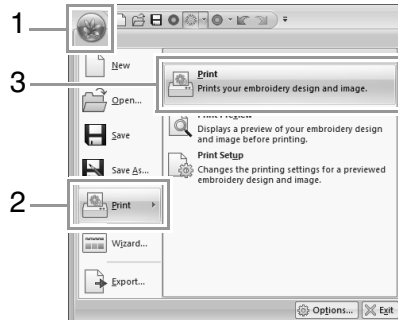 1
3
2
New
Open...
Save
Save As...
Print
Wizard...
Export...
Print
Prints your embroidery design and image.
Print Preview
Displays a preview of your embroidery design
and image before printing.
Print Setup
Changes the printing settings for a previewed
embroidery design and image.
Options...
Exit